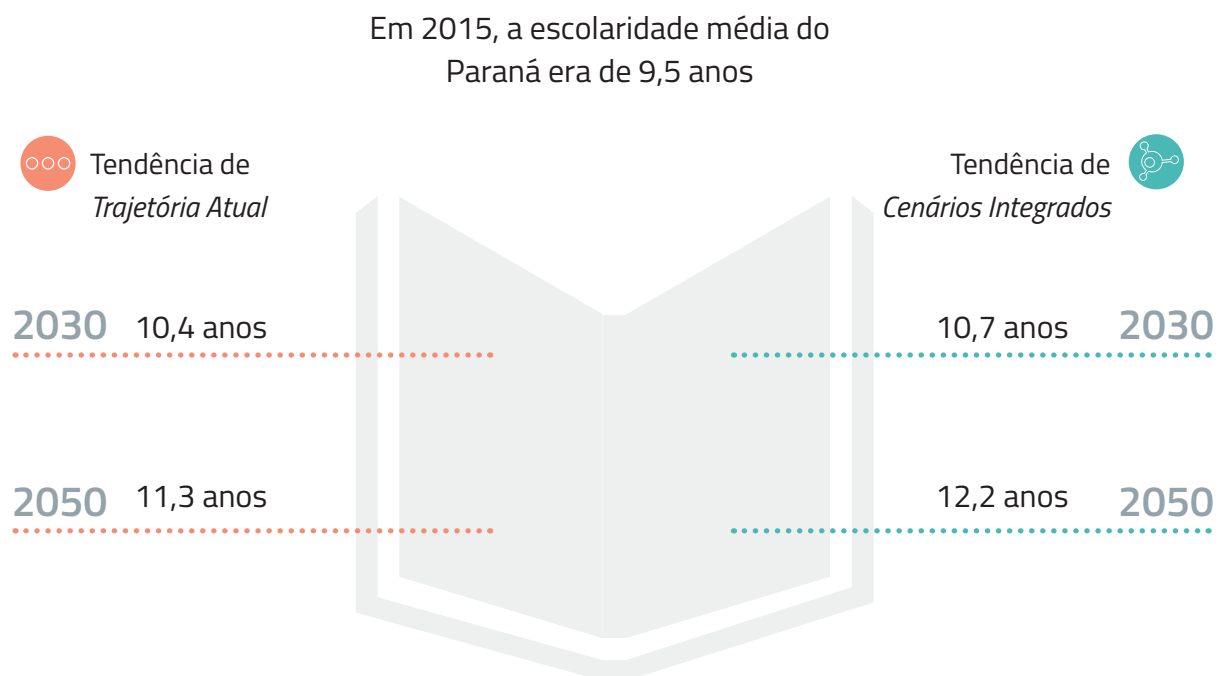 Em 2015, a escolaridade média do
Paraná era de 9,5 anos
Tendência de
Trajetória Atual
2030 10,4 anos
2050 11,3 anos
Tendência de
Cenários Integrados
10,7 anos 2030
12,2 anos 2050